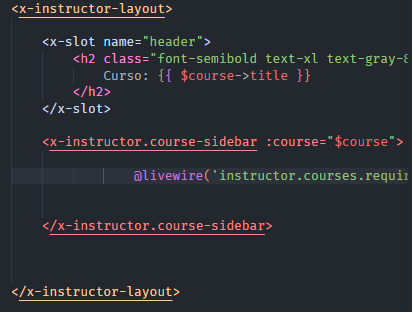 <x-instructor-layout>
<x-slot name="header">
<h2 class="font-semibold text-xl text-gray-8
Curso: {{ $course->title }}
</h2>
</x-slot>
<x-instructor.course-sidebar :course="$course">
@livewire('instructor.courses.requir
</x-instructor.course-sidebar>
</x-instructor-layout>